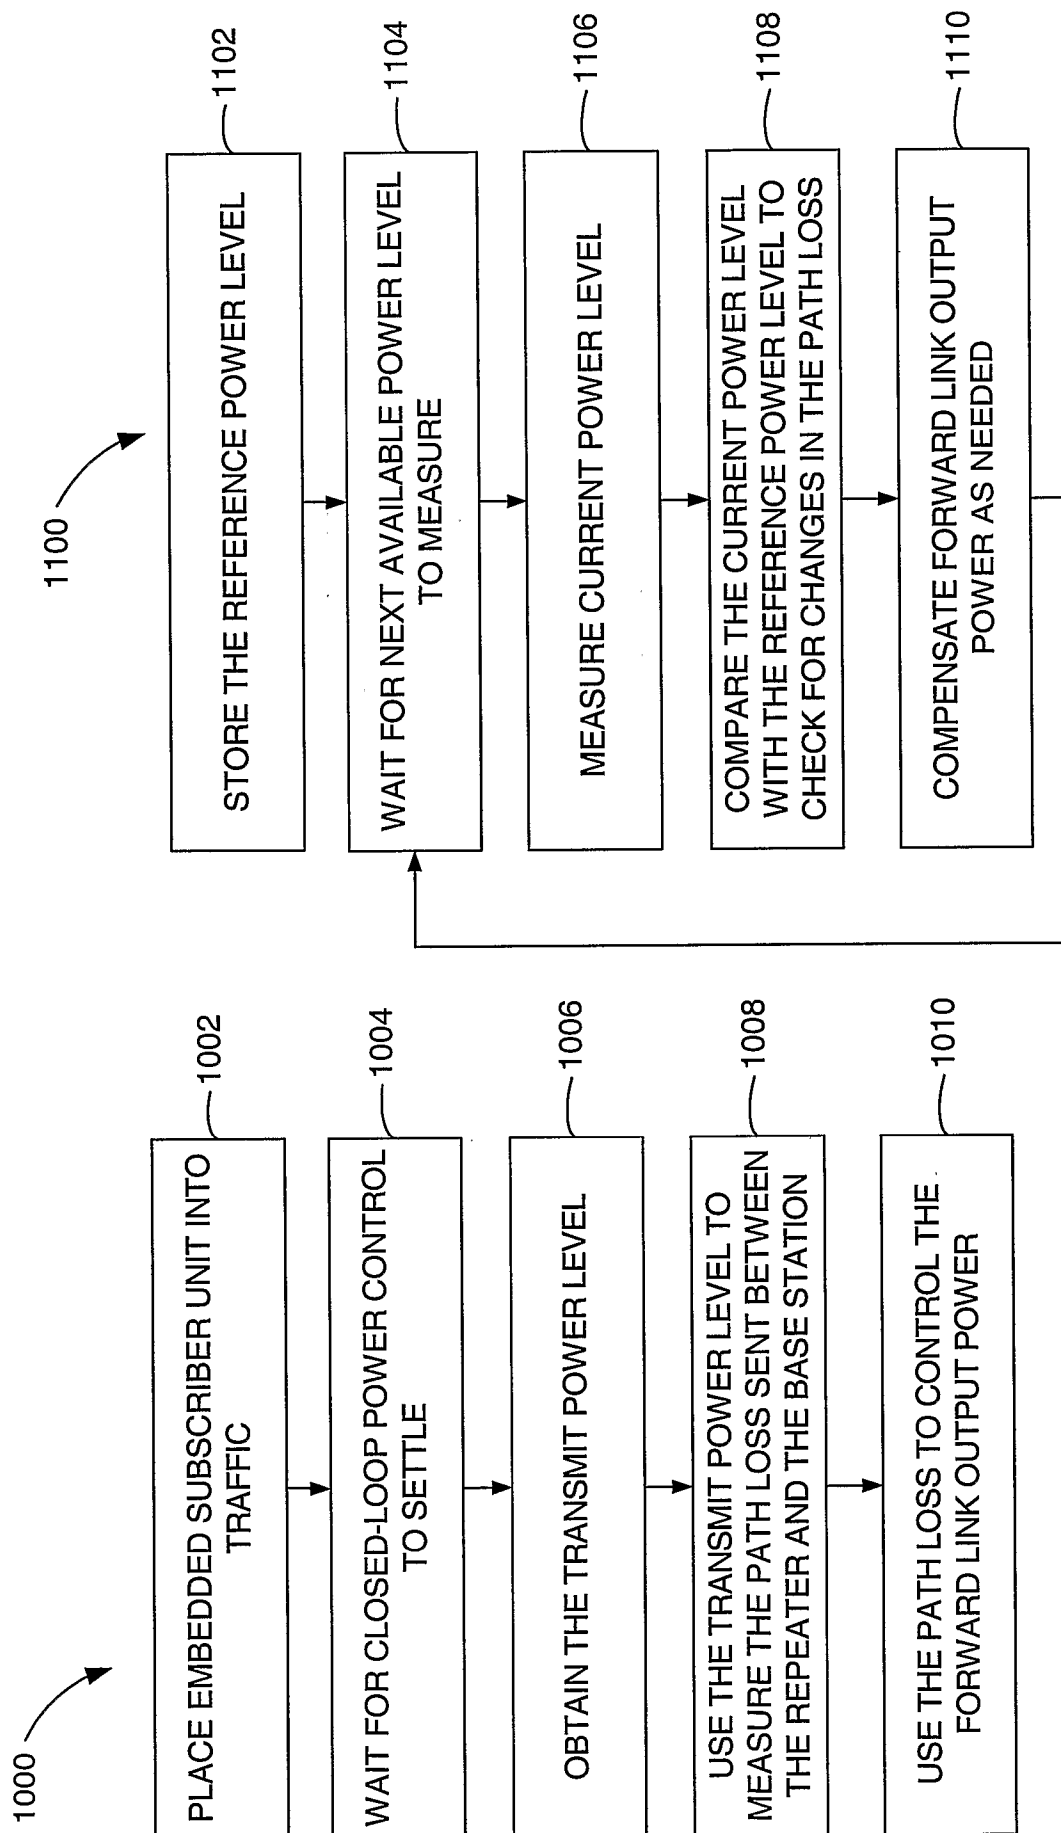 1000
PLACE EMBEDDED SUBSCRIBER UNIT INTO
TRAFFIC
1002
WAIT FOR CLOSED-LOOP POWER CONTROL
TO SETTLE
1004
OBTAIN THE TRANSMIT POWER LEVEL
1006
USE THE TRANSMIT POWER LEVEL TO
MEASURE THE PATH LOSS SENT BETWEEN
THE REPEATER AND THE BASE STATION
1008
USE THE PATH LOSS TO CONTROL THE
FORWARD LINK OUTPUT POWER
1010
1100
STORE THE REFERENCE POWER LEVEL
1102
WAIT FOR NEXT AVAILABLE POWER LEVEL
TO MEASURE
1104
MEASURE CURRENT POWER LEVEL
1106
COMPARE THE CURRENT POWER LEVEL
WITH THE REFERENCE POWER LEVEL TO
CHECK FOR CHANGES IN THE PATH LOSS
1108
COMPENSATE FORWARD LINK OUTPUT
POWER AS NEEDED
1110